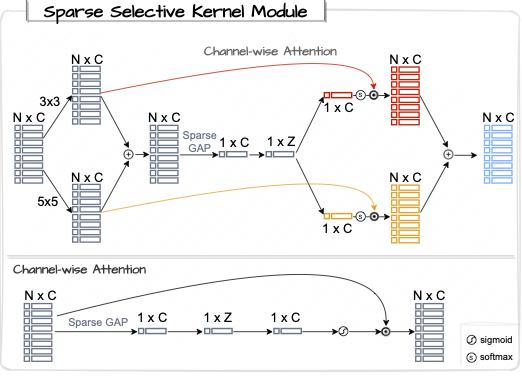 Sparse Selective Kernel Module
Channel-wise Attention
N x C
N x C
3x3
1 x C
N x C
N x C
Sparse
GAP
1 x C
1 x Z
N x C
S
+
+
N x C
5x5
N x C
S
1 x C
Channel-wise Attention
N x C
N x C
Sparse GAP
1 x C
1 x Z
1 x C
sigmoid
S softmax